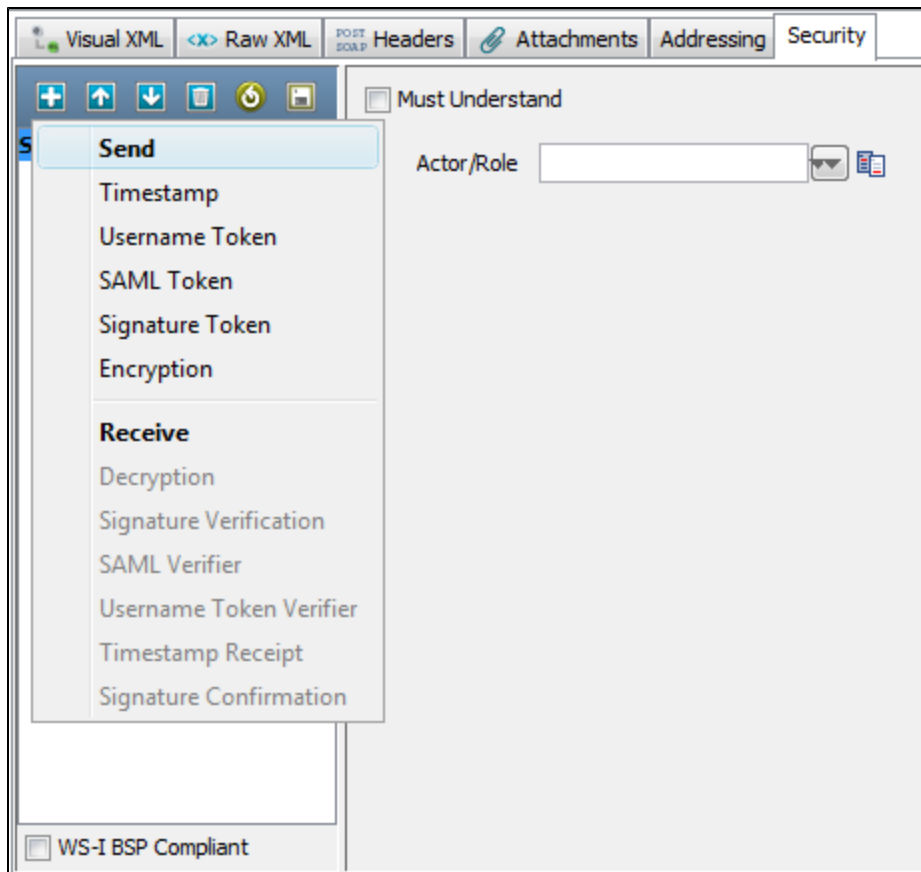 Visual XML <x> Raw XML POST SOAP Headers Attachments Addressing Security
Must Understand
S
Send
Actor/Role
Timestamp
Username Token
SAML Token
Signature Token
Encryption
Receive
Decryption
Signature Verification
SAML Verifier
Username Token Verifier
Timestamp Receipt
Signature Confirmation
WS-I BSP Compliant